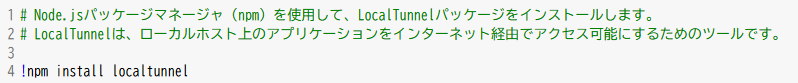 1 # Node.jsパッケージマネージャ（npm）を使用して、LocalTunnelパッケージをインストールします。
2 # LocalTunnelは、ローカルホスト上のアプリケーションをインターネット経由でアクセス可能にするためのツールです。
3
4 !npm install localtunnel